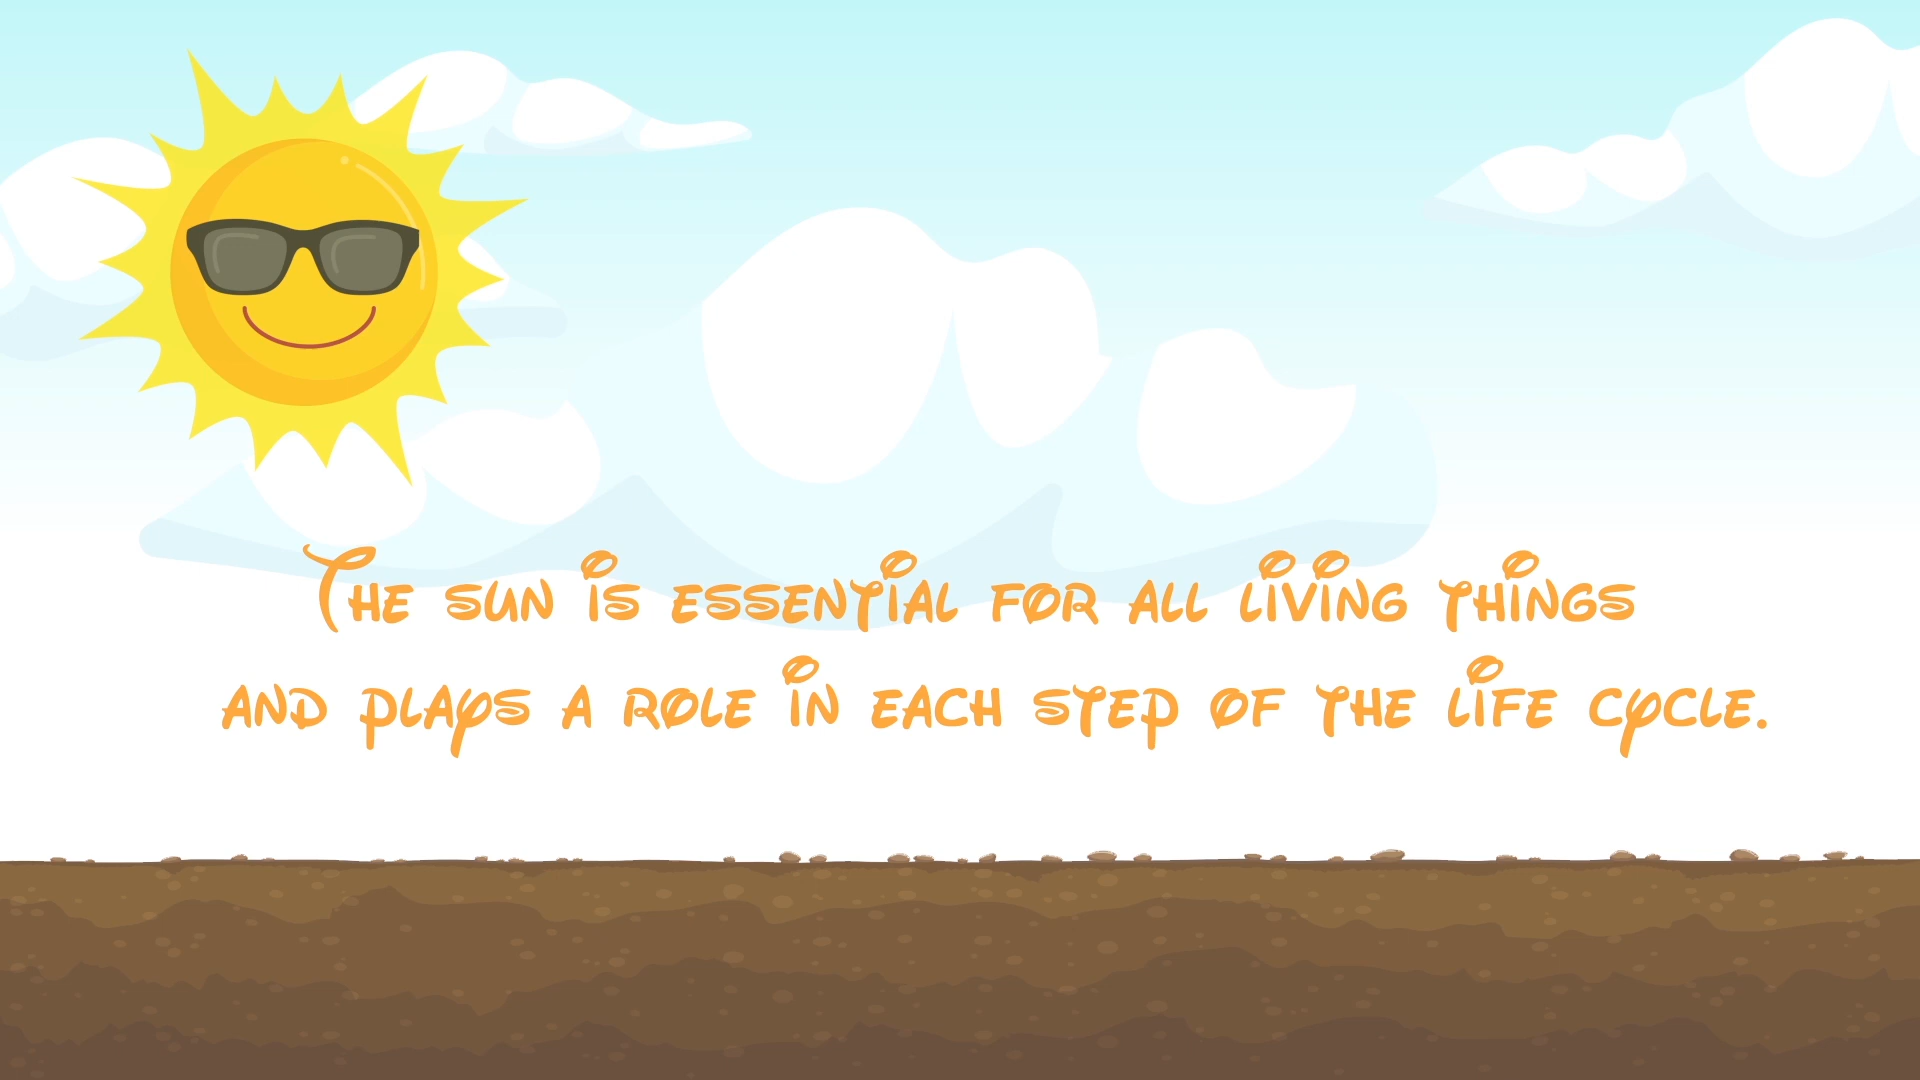 The sun is essential for all living things
and plays a role in each step of the life cycle.